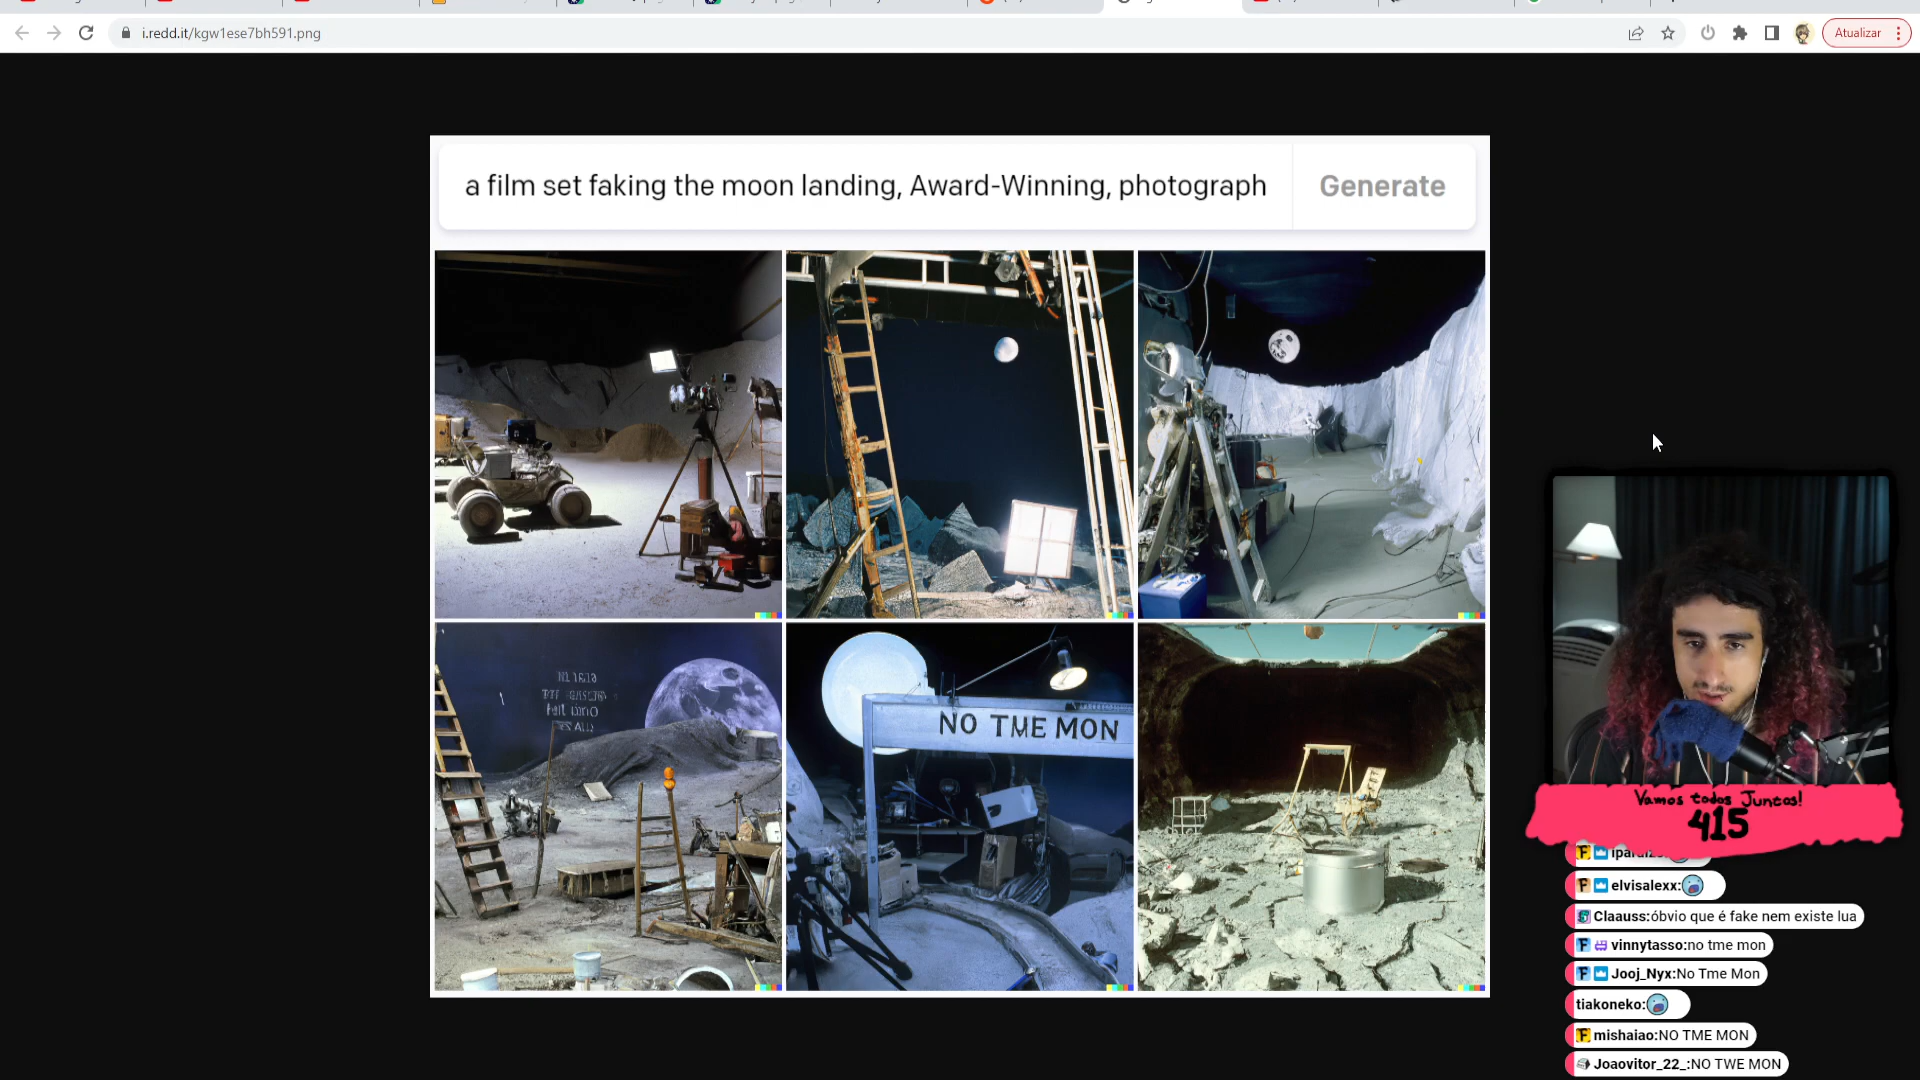 i.redd.it/kgw1ese7bh591.png
Atualizar
a film set faking the moon landing, Award-Winning, photograph
Generate
NO TME MON
Vamos todos Juntos!
415
elvisalexx:
Claauss:óbvio que é fake nem existe lua
vinnytasso:no tme mon
Jooj_Nyx:No Tme Mon
tiakoneko:
mishaiao:NO TME MON
Joaovitor_22_:NO TWE MON